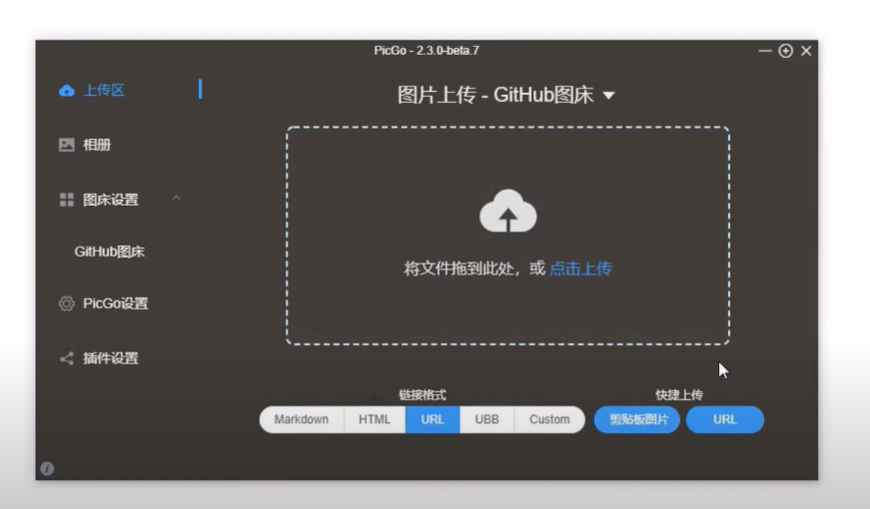 PicGo - 2.3.0-beta.7
上传区
图片上传 - GitHub图床
相册
图床设置
GitHub图床
PicGo设置
插件设置
将文件拖到此处，或 点击上传
链接格式
快捷上传
Markdown HTML URL UBB Custom
剪贴板图片 URL